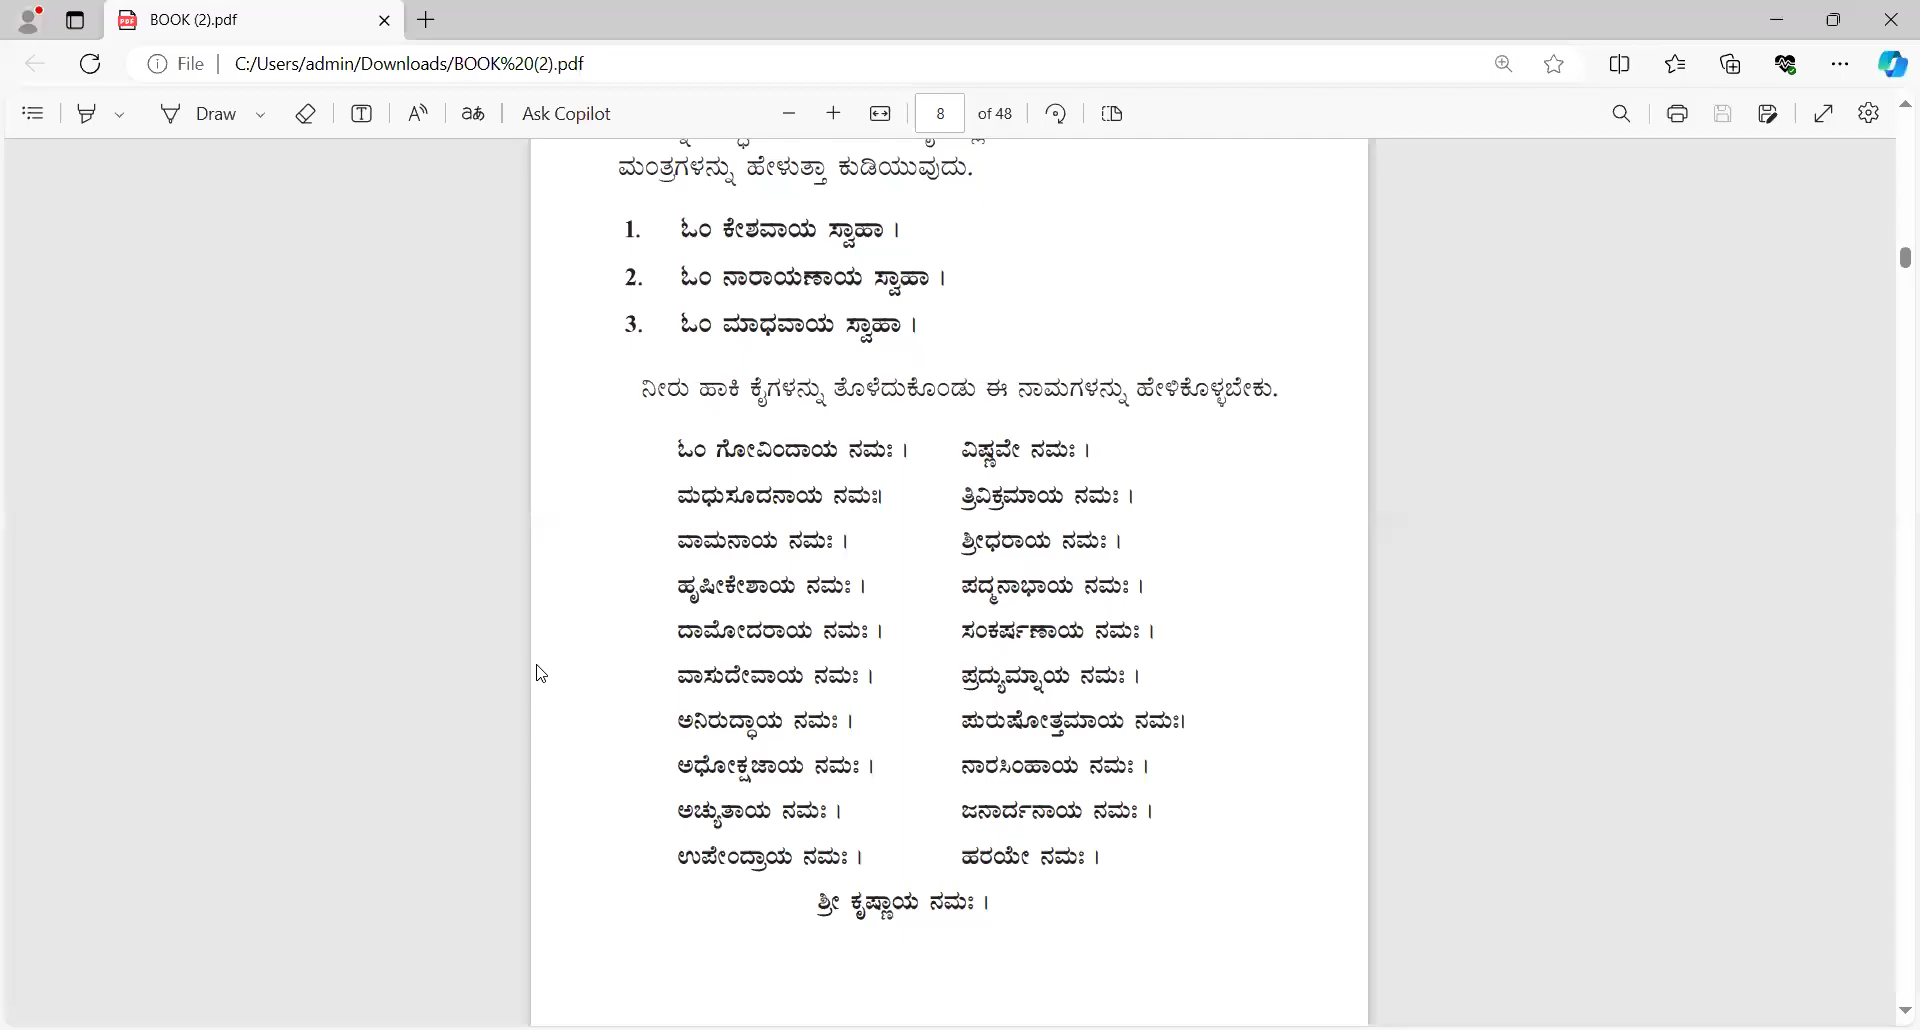 BOOK (2).pdf
File
C:/Users/admin/Downloads/BOOK%20(2).pdf
Draw
Ask Copilot
8 of 48
ಮಂತ್ರಗಳನ್ನು ಹೇಳುತ್ತಾ ಕುಡಿಯುವುದು.
1. ಓಂ ಕೇಶವಾಯ ಸ್ವಾಹಾ ।
2. ಓಂ ನಾರಾಯಣಾಯ ಸ್ವಾಹಾ ।
3. ಓಂ ಮಾಧವಾಯ ಸ್ವಾಹಾ ।
ನೀರು ಹಾಕಿ ಕೈಗಳನ್ನು ತೊಳೆದುಕೊಂಡು ಈ ನಾಮಗಳನ್ನು ಹೇಳಿಕೊಳ್ಳಬೇಕು.
ಓಂ ಗೋವಿಂದಾಯ ನಮಃ । ವಿಷ್ಣವೇ ನಮಃ ।
ಮಧುಸೂದನಾಯ ನಮಃ। ತ್ರಿವಿಕ್ರಮಾಯ ನಮಃ ।
ವಾಮನಾಯ ನಮಃ । ಶ್ರೀಧರಾಯ ನಮಃ ।
ಹೃಷೀಕೇಶಾಯ ನಮಃ । ಪದ್ಮನಾಭಾಯ ನಮಃ ।
ದಾಮೋದರಾಯ ನಮಃ । ಸಂಕರ್ಷಣಾಯ ನಮಃ ।
ವಾಸುದೇವಾಯ ನಮಃ । ಪ್ರದ್ಯುಮ್ನಾಯ ನಮಃ ।
ಅನಿರುದ್ಧಾಯ ನಮಃ । ಪುರುಷೋತ್ತಮಾಯ ನಮಃ।
ಅಧೋಕ್ಷಜಾಯ ನಮಃ । ನಾರಸಿಂಹಾಯ ನಮಃ ।
ಅಚ್ಯುತಾಯ ನಮಃ । ಜನಾರ್ದನಾಯ ನಮಃ ।
ಉಪೇಂದ್ರಾಯ ನಮಃ । ಹರಯೇ ನಮಃ ।
ಶ್ರೀ ಕೃಷ್ಣಾಯ ನಮಃ ।